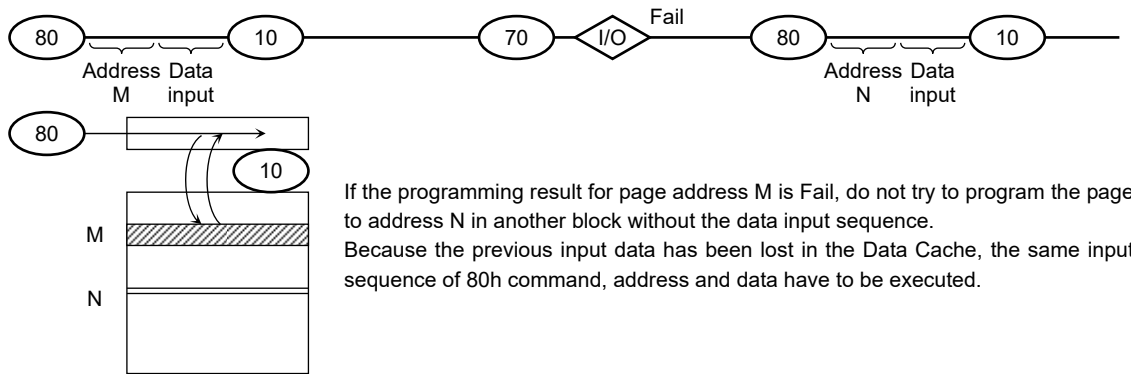 Fail
80 10 70 I/O 80 10
Address Data Address Data
M input N input
80
10
If the programming result for page address M is Fail, do not try to program the page
M to address N in another block without the data input sequence.
Because the previous input data has been lost in the Data Cache, the same input
N sequence of 80h command, address and data have to be executed.